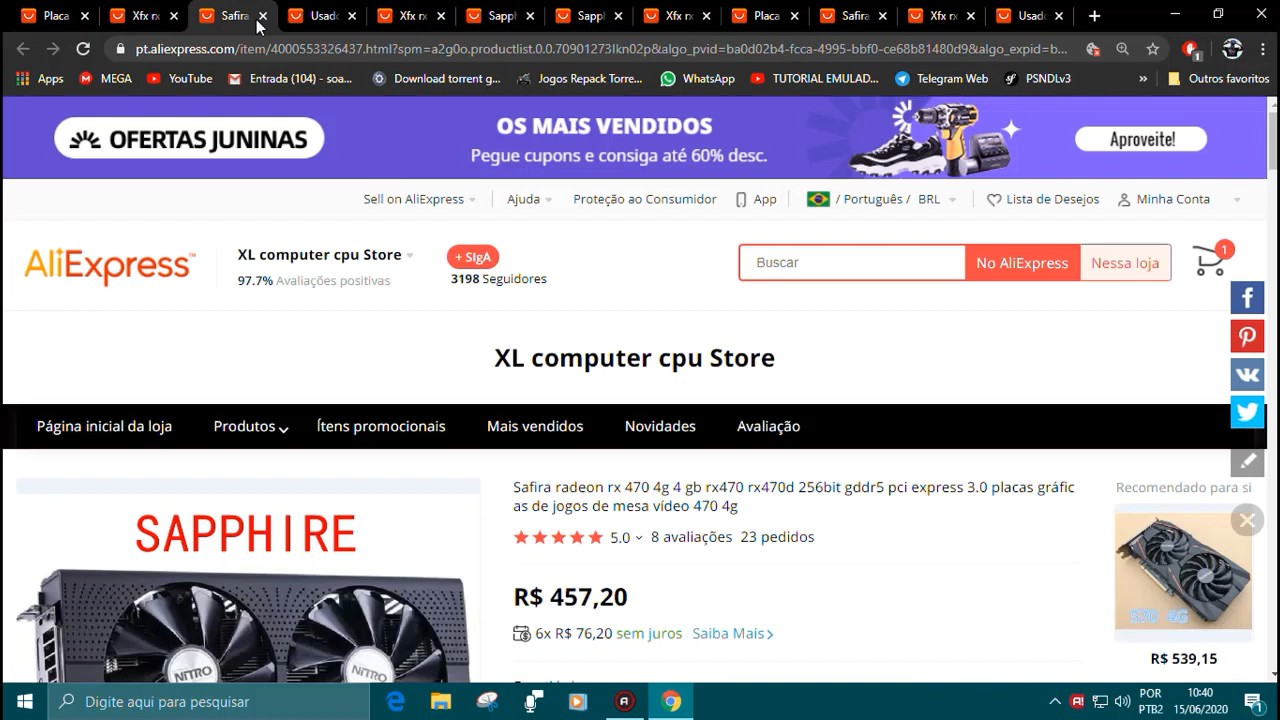 Placa
Xfx rx
Safira
Usado
Xfx rx
Sapph
Sapph
Xfx rx
Placa
Safira
Xfx rx
Usado
pt.aliexpress.com/item/4000553326437.html?spm=a2g0o.productlist.0.0.70901273Ikn02p&algo_pvid=ba0d02b4-fcca-4995-bbf0-ce68b81480d9&algo_expid=b...
1
Apps
MEGA
YouTube
Entrada (104) - soa...
Download torrent g...
Jogos Repack Torre...
WhatsApp
TUTORIAL EMULAD...
Telegram Web
PSNDLv3
»
Outros favoritos
OFERTAS JUNINAS
OS MAIS VENDIDOS
Pegue cupons e consiga até 60% desc.
Aproveite!
Sell on AliExpress
Ajuda
Proteção ao Consumidor
App
/ Português / BRL
Lista de Desejos
Minha Conta
AliExpress™
XL computer cpu Store
97.7% Avaliações positivas
+ SIgA
3198 Seguidores
Buscar
No AliExpress
Nessa loja
1
XL computer cpu Store
Página inicial da loja
Produtos
Ítens promocionais
Mais vendidos
Novidades
Avaliação
Safira radeon rx 470 4g 4 gb rx470 rx470d 256bit gddr5 pci express 3.0 placas gráfic
as de jogos de mesa vídeo 470 4g
5.0
8 avaliações
23 pedidos
R$ 457,20
6x R$ 76,20 sem juros
Saiba Mais
SAPPHIRE
NITRO
NITRO
Recomendado para si
570 4G
R$ 539,15
Digite aqui para pesquisar
POR
PTB2
10:40
15/06/2020
1